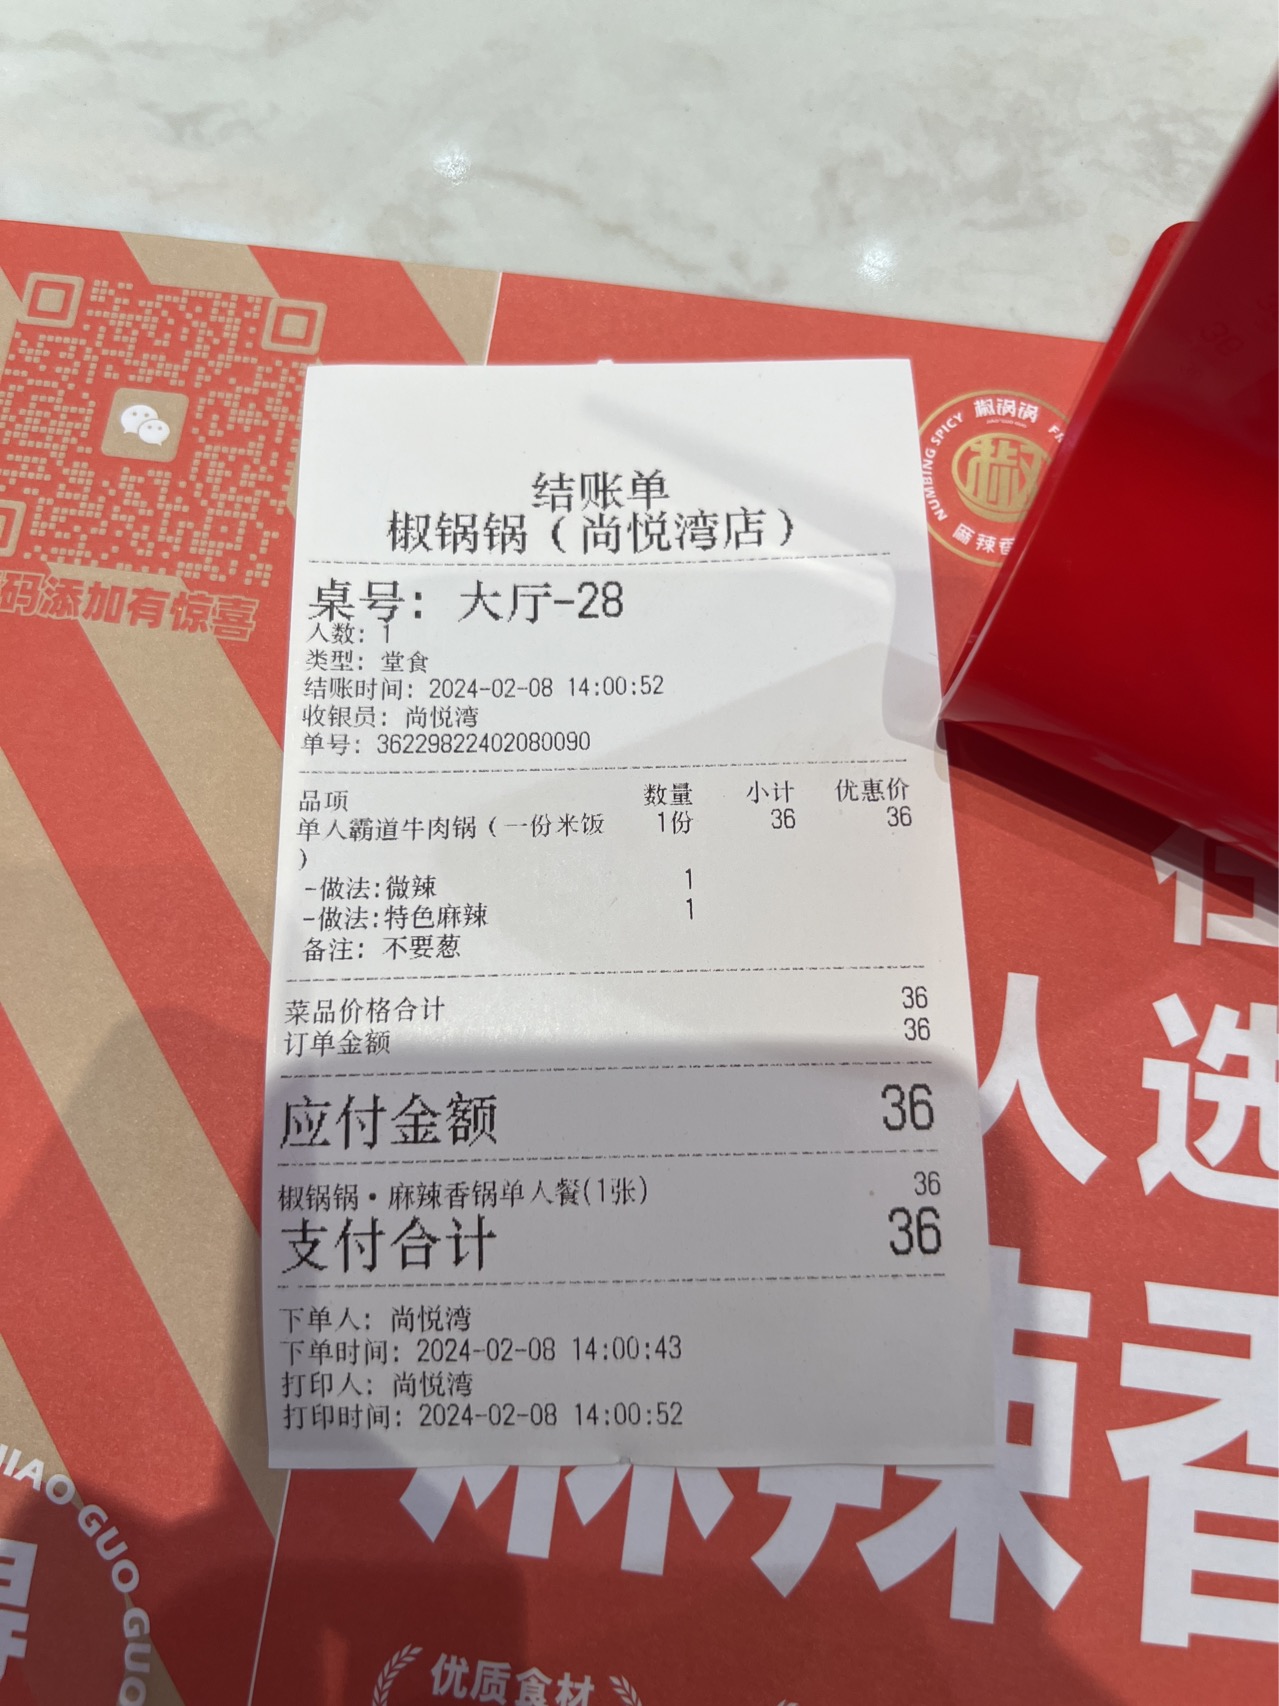 码添加有惊喜
NUMBING SPICY
椒锅锅
椒
麻辣香
结账单
椒锅锅（尚悦湾店）
桌号：大厅-28
人数：1
类型：堂食
结账时间：2024-02-08 14:00:52
收银员：尚悦湾
单号：36229822402080090
品项 数量 小计 优惠价
单人霸道牛肉锅（一份米饭 1份 36 36
）
-做法:微辣 1
-做法:特色麻辣 1
备注：不要葱
菜品价格合计 36
订单金额 36
应付金额 36
椒锅锅·麻辣香锅单人餐(1张) 36
支付合计 36
下单人：尚悦湾
下单时间：2024-02-08 14:00:43
打印人：尚悦湾
打印时间：2024-02-08 14:00:52
人选
麻辣香
JIAO GUO GUO
优质食材